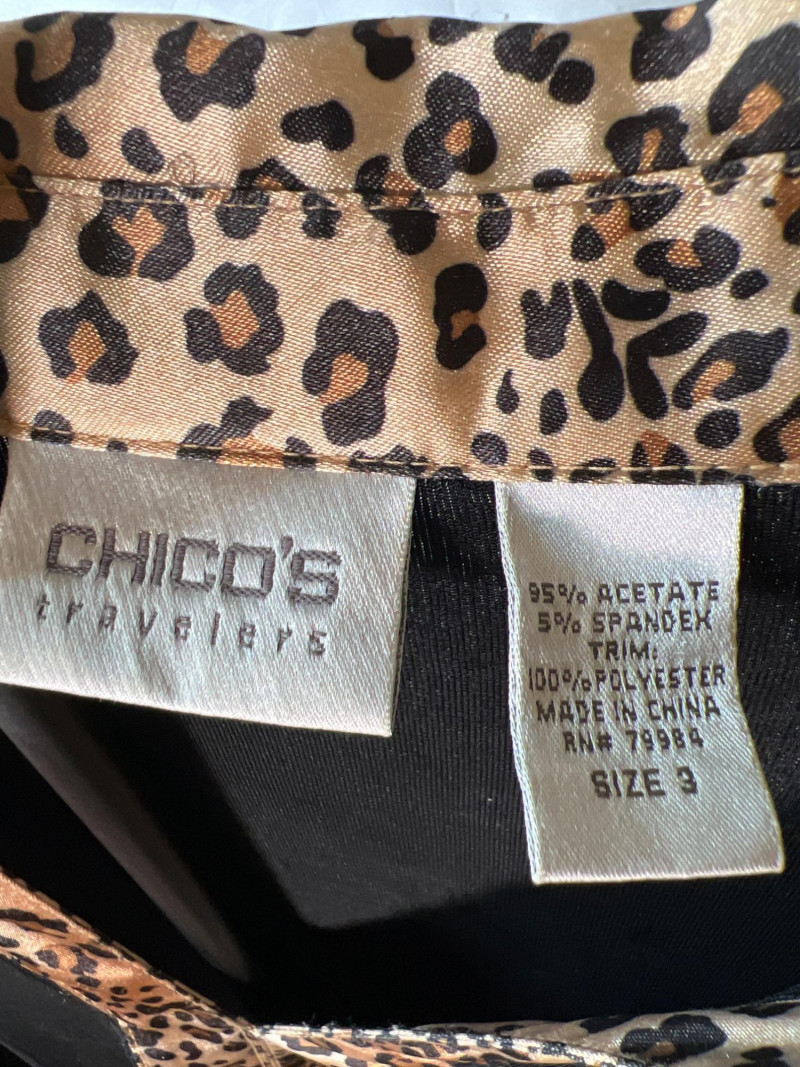 CHICO'S
travelers
95% ACETATE
5% SPANDEX
TRIM:
100% POLYESTER
MADE IN CHINA
RN# 79984
SIZE 3